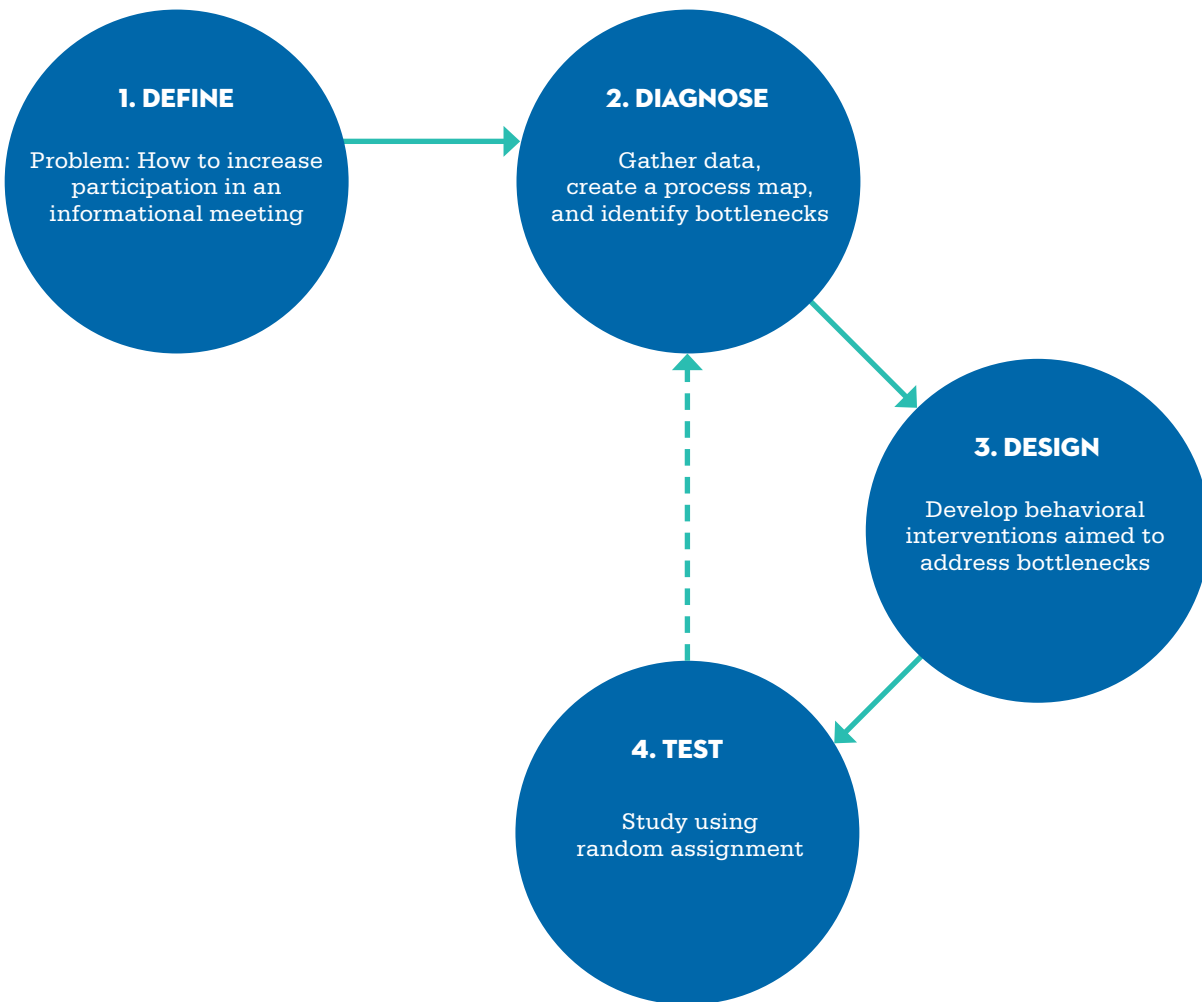 1. DEFINE
Problem: How to increase
participation in an
informational meeting
2. DIAGNOSE
Gather data,
create a process map,
and identify bottlenecks
3. DESIGN
Develop behavioral
interventions aimed to
address bottlenecks
4. TEST
Study using
random assignment